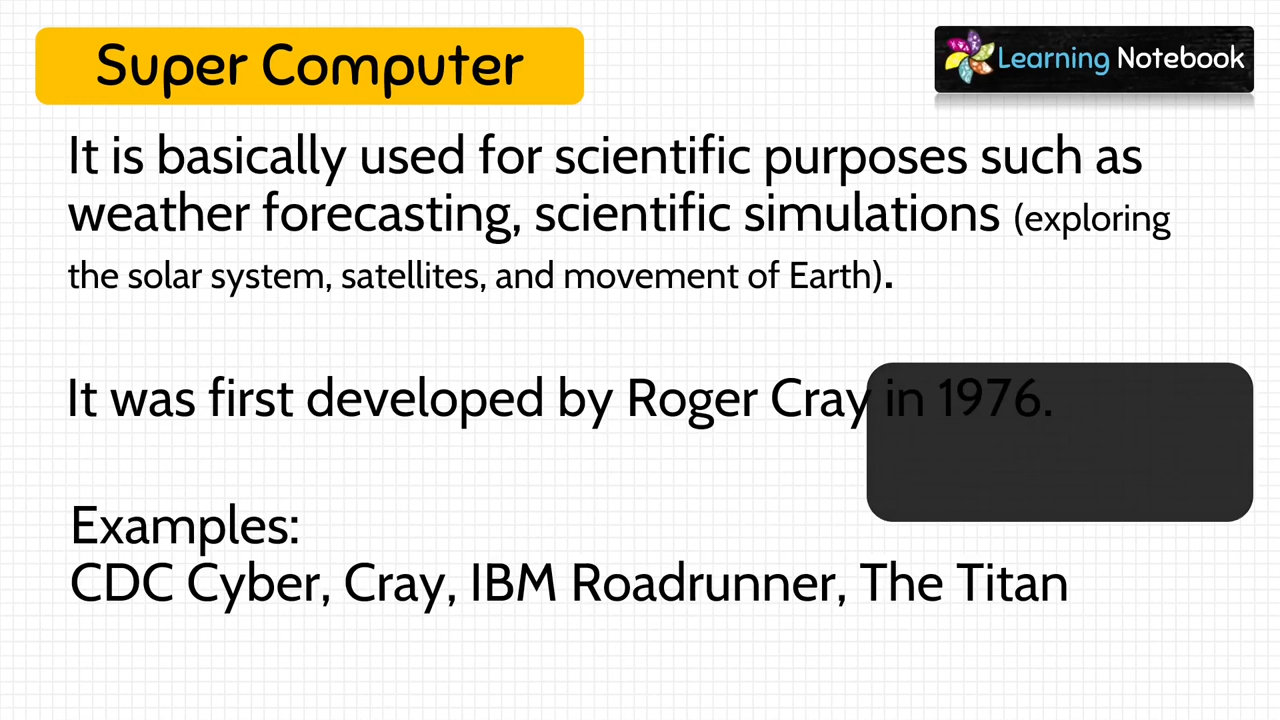 Super Computer
Learning Notebook
It is basically used for scientific purposes such as
weather forecasting, scientific simulations (exploring
the solar system, satellites, and movement of Earth).
It was first developed by Roger Cray in 1976.
Examples:
CDC Cyber, Cray, IBM Roadrunner, The Titan